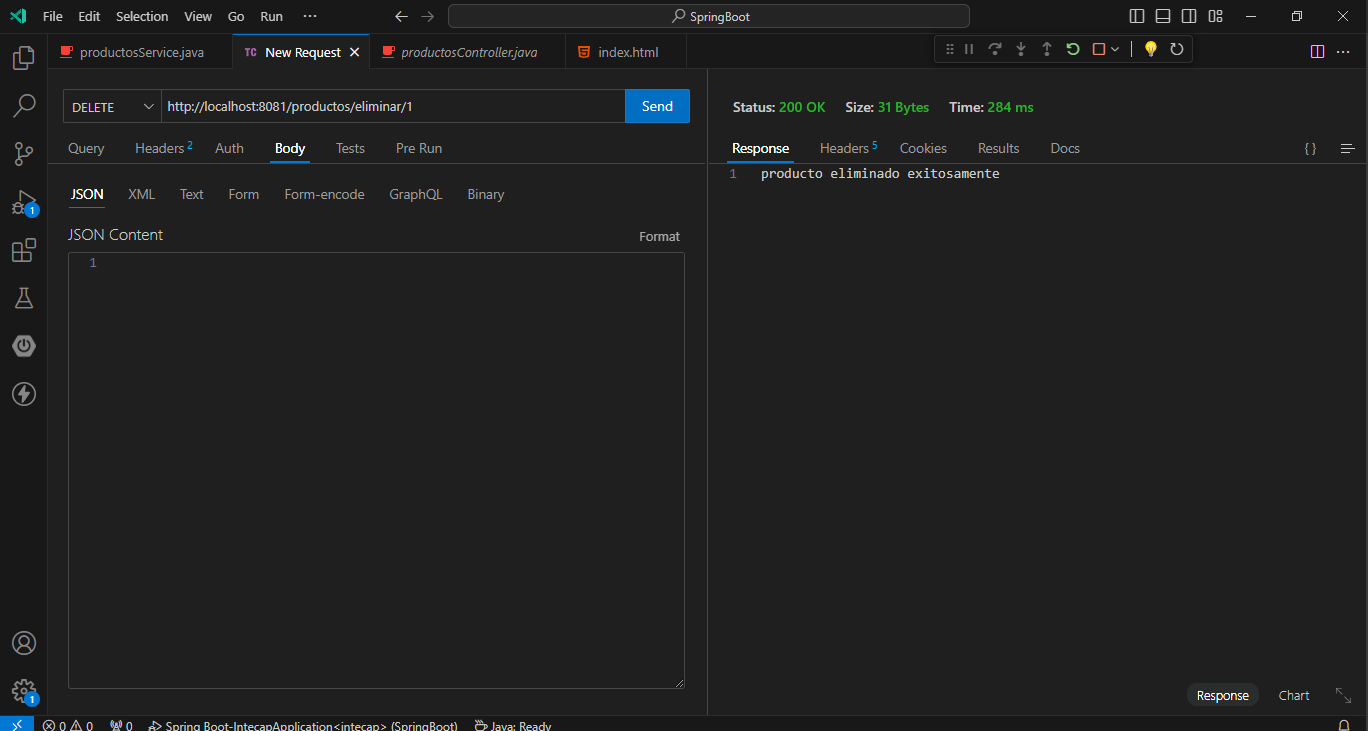 File Edit Selection View Go Run ··· SpringBoot
productosService.java TC New Request productosController.java index.html
DELETE http://localhost:8081/productos/eliminar/1 Send
Status: 200 OK Size: 31 Bytes Time: 284 ms
Query Headers 2 Auth Body Tests Pre Run
Response Headers 5 Cookies Results Docs { }
1 producto eliminado exitosamente
JSON XML Text Form Form-encode GraphQL Binary
JSON Content Format
1
1
1
Response Chart
0 0 0 Spring Boot-IntecapApplication<intecap> (SpringBoot) Java: Ready